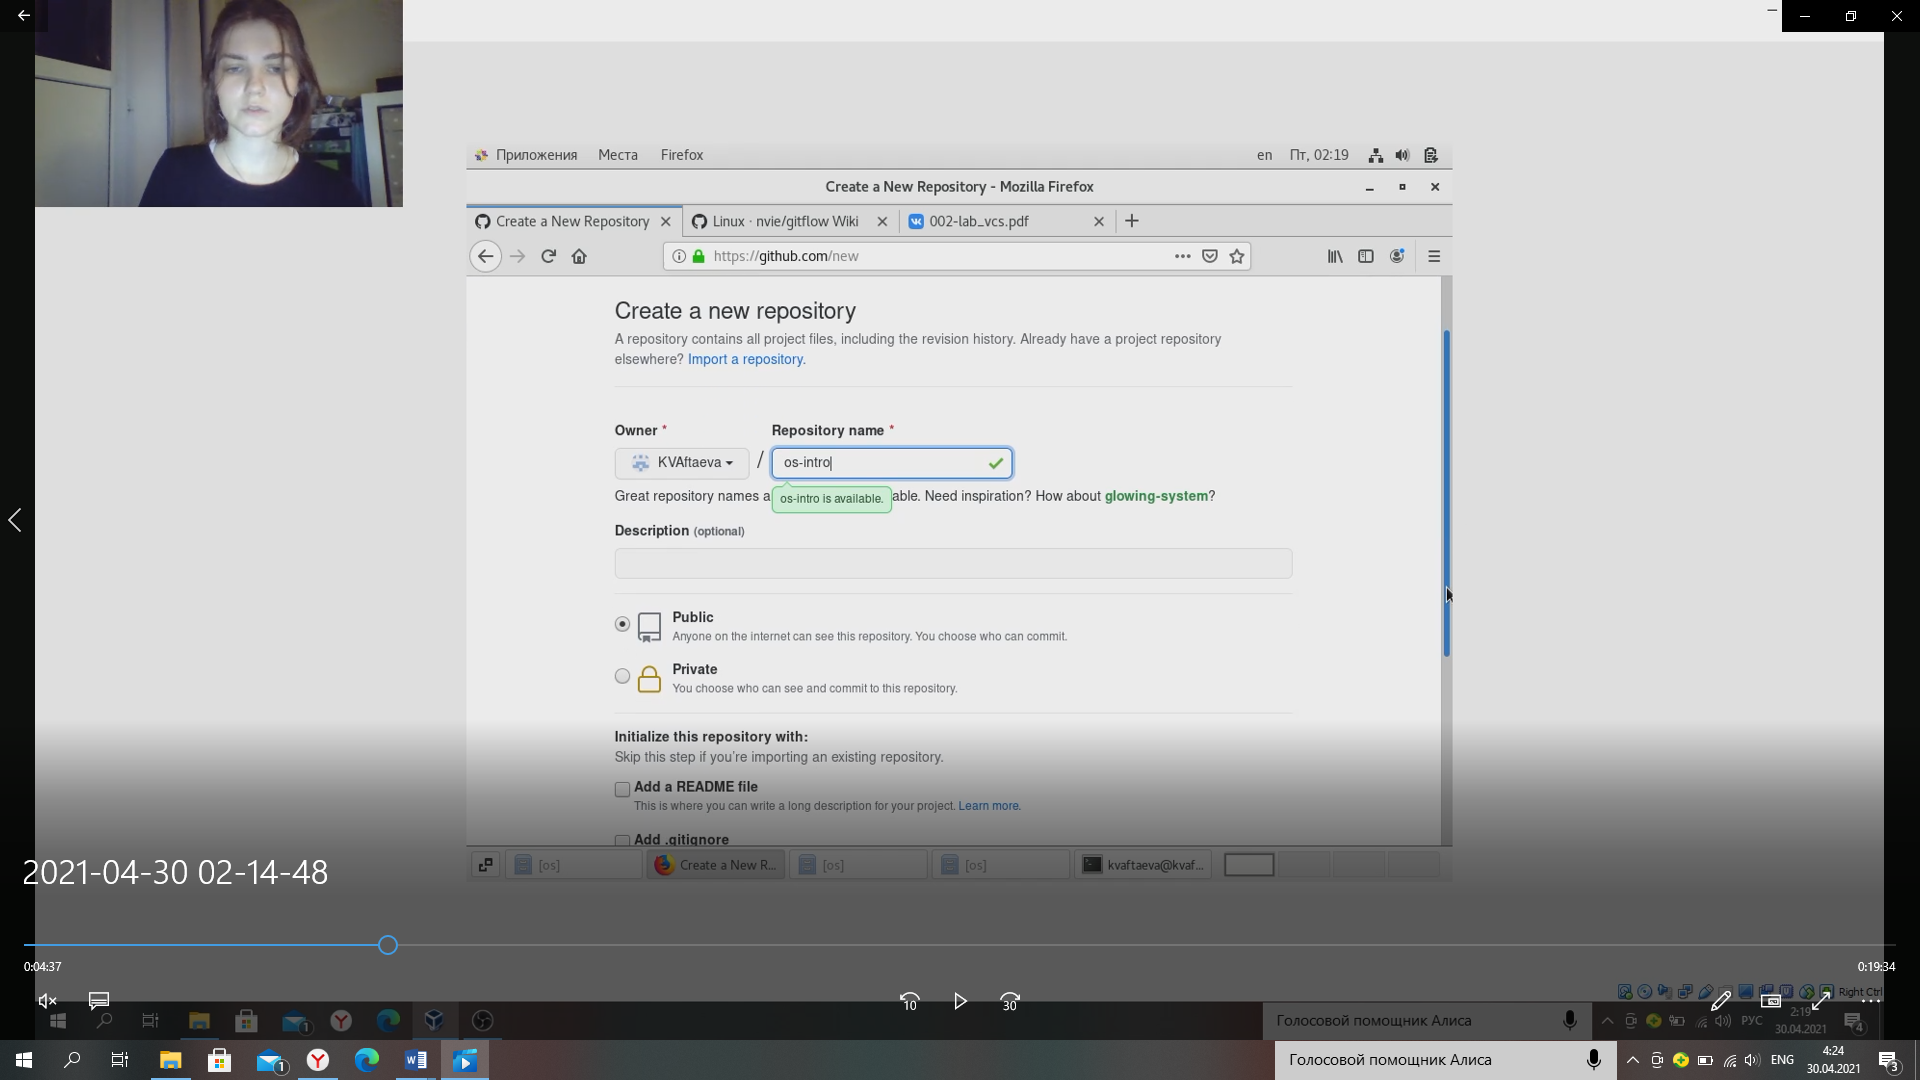 Приложения Места Firefox
en Пт, 02:19
Create a New Repository - Mozilla Firefox
Create a New Repository
Linux · nvie/gitflow Wiki
002-lab_vcs.pdf
https://github.com/new
Create a new repository
A repository contains all project files, including the revision history. Already have a project repository
elsewhere? Import a repository.
Owner * Repository name *
KVAftaeva / os-intro
Great repository names a
os-intro is available.
able. Need inspiration? How about glowing-system?
Description (optional)
Public
Anyone on the internet can see this repository. You choose who can commit.
Private
You choose who can see and commit to this repository.
Initialize this repository with:
Skip this step if you're importing an existing repository.
Add a README file
This is where you can write a long description for your project. Learn more.
Add .gitignore
[os]
Create a New R...
[os]
[os]
kvaftaeva@kvaf...
2021-04-30 02-14-48
0:04:37
0:19:34
10
30
Right Ctrl
1
Голосовой помощник Алиса
РУС
2:19
30.04.2021
4
1
Голосовой помощник Алиса
ENG
4:24
30.04.2021
3